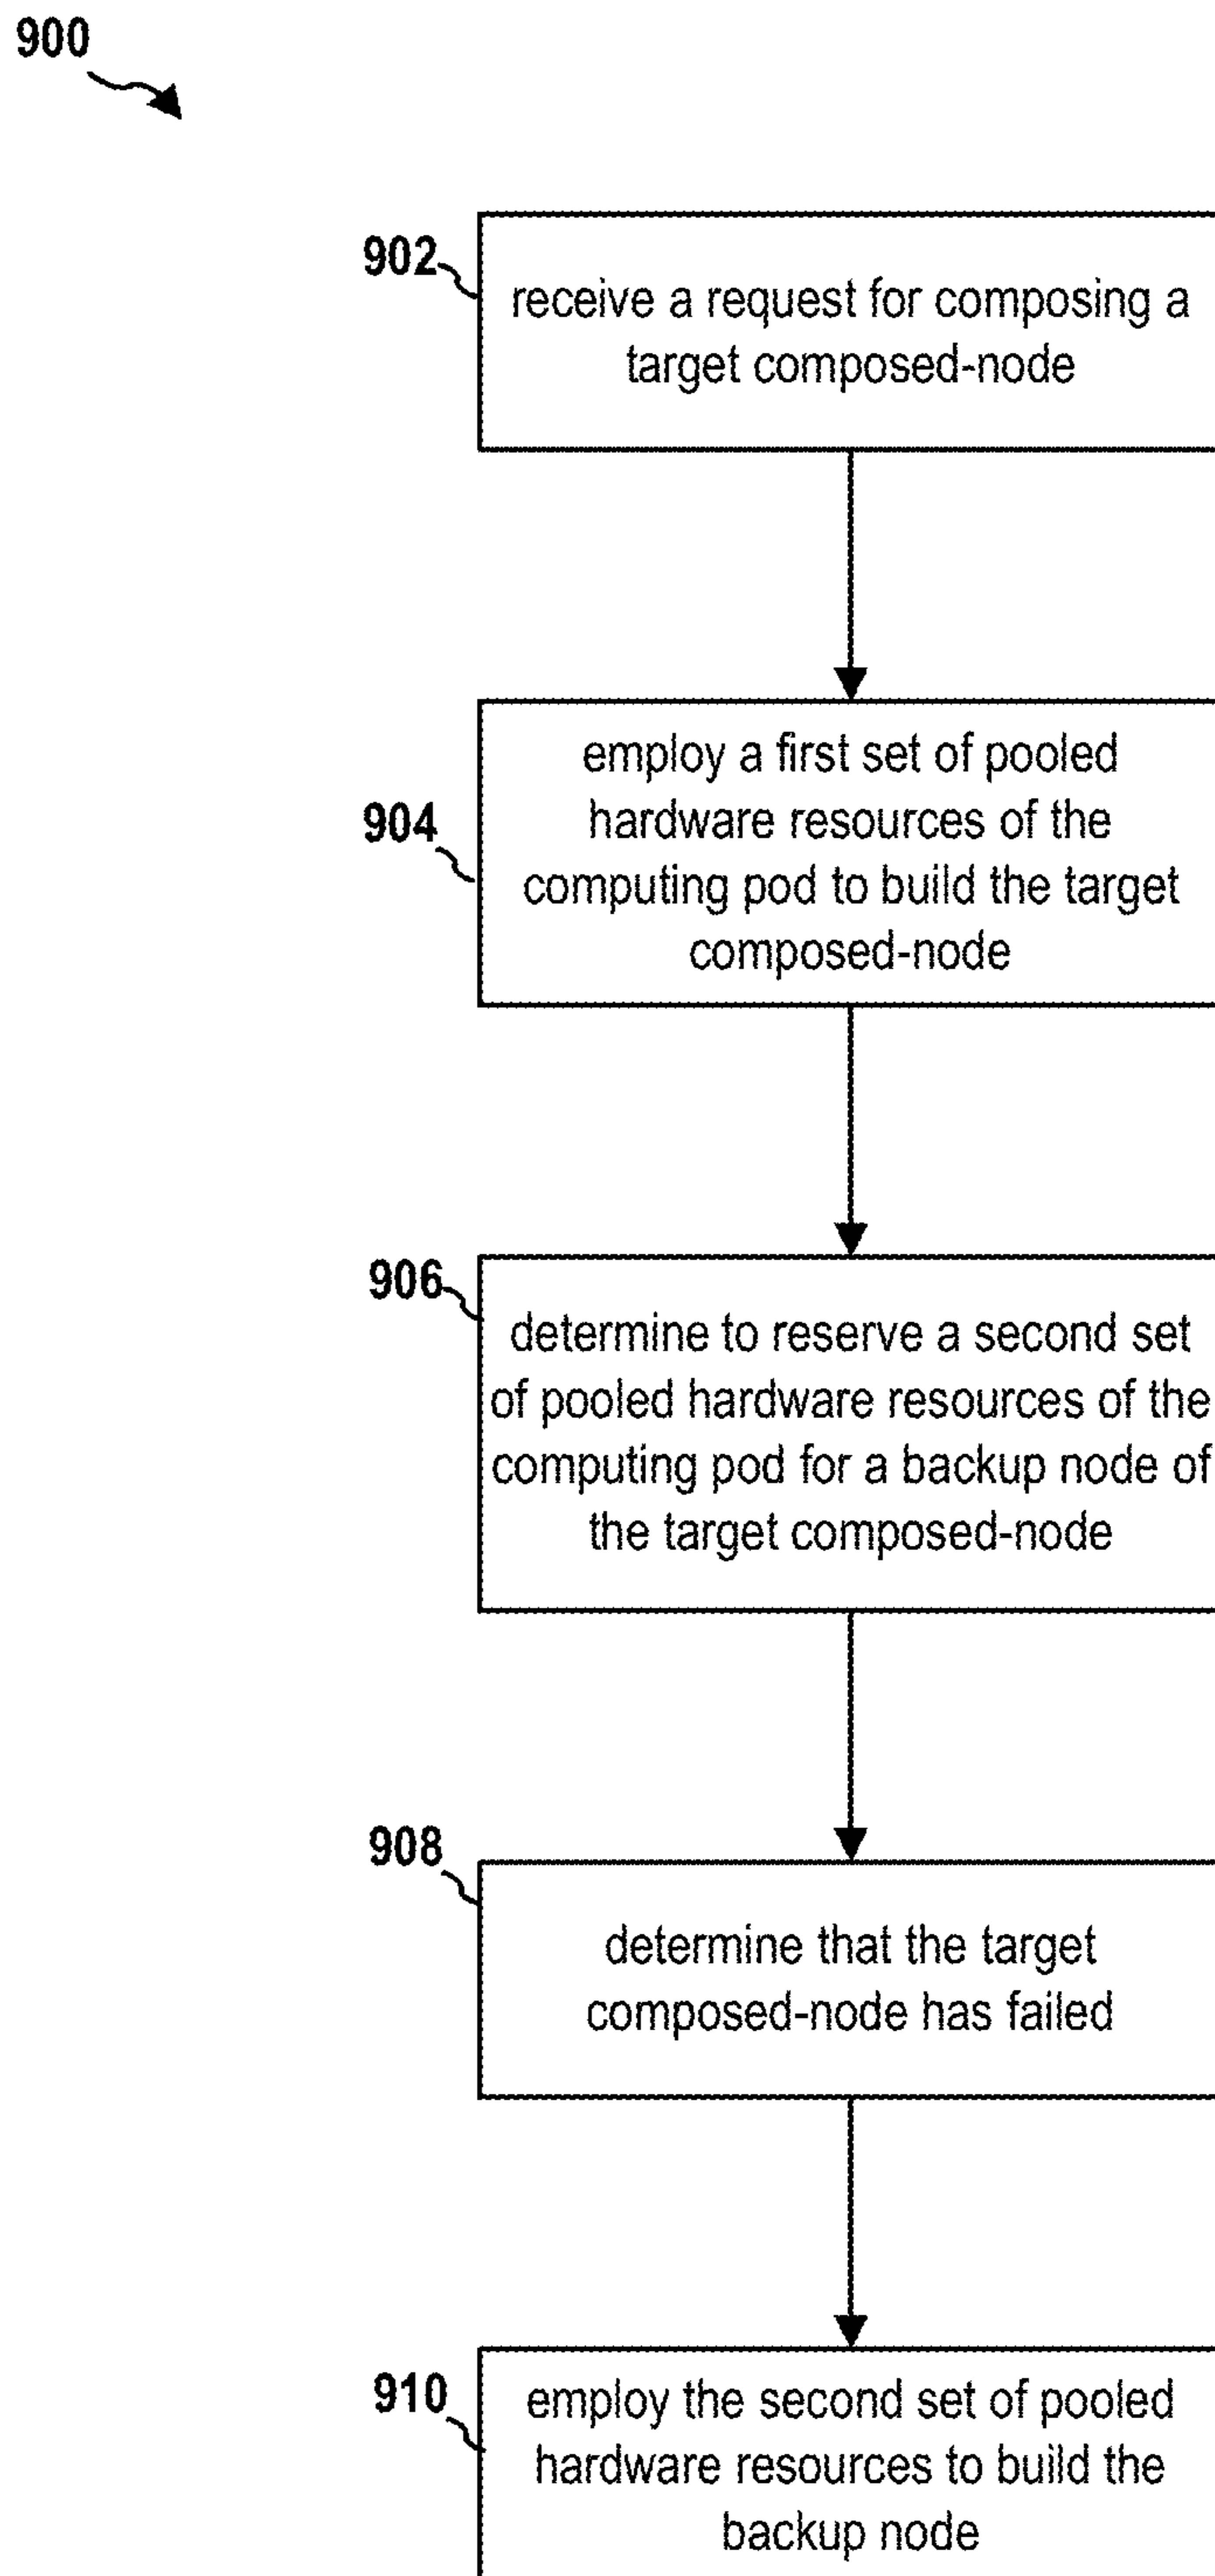 900
902
receive a request for composing a
target composed-node
904
employ a first set of pooled
hardware resources of the
computing pod to build the target
composed-node
906
determine to reserve a second set
of pooled hardware resources of the
computing pod for a backup node of
the target composed-node
908
determine that the target
composed-node has failed
910
employ the second set of pooled
hardware resources to build the
backup node